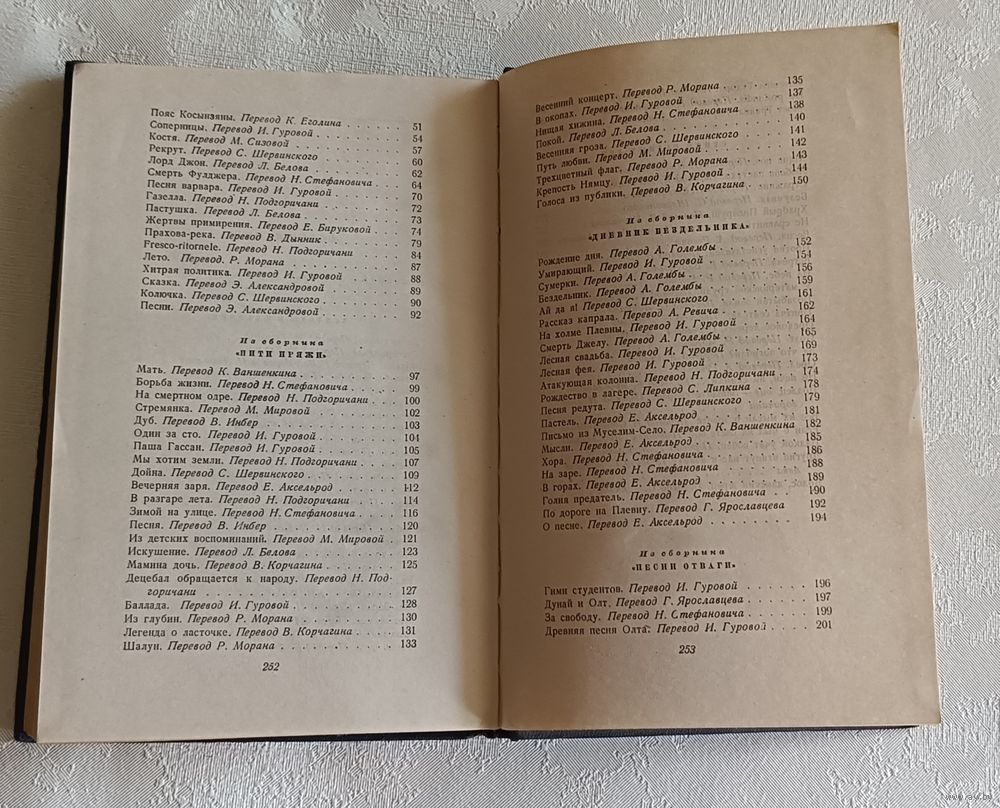 Пояс Косынзяны. Перевод К. Еголина . . . . . . . 51
Соперницы. Перевод И. Гуровой . . . . . . . . 54
Костя. Перевод М. Сизовой . . . . . . . . . 57
Рекрут. Перевод С. Шервинского . . . . . . . . 60
Лорд Джон. Перевод Л. Белова . . . . . . . . 62
Смерть Фулджера. Перевод Н. Стефановича . . . . 64
Песня варвара. Перевод И. Гуровой . . . . . . . 70
Газелла. Перевод Н. Подгоричани . . . . . . . . 72
Пастушка. Перевод Л. Белова . . . . . . . . . 73
Жертвы примирения. Перевод Е. Бируковой . . . . 74
Прахова-река. Перевод В. Дынник . . . . . . . . 79
Fresco-ritornele. Перевод Н. Подгоричани . . . . . 84
Лето. Перевод. Р. Морана . . . . . . . . . . 87
Хитрая политика. Перевод И. Гуровой . . . . . . 88
Сказка. Перевод Э. Александровой . . . . . . . 89
Колючка. Перевод С. Шервинского . . . . . . . . 90
Песни. Перевод Э. Александровой . . . . . . . . 92
Из сборника
«НИТИ ПРЯЖИ»
Мать. Перевод К. Ваншенкина . . . . . . . . . 97
Борьба жизни. Перевод Н. Стефановича . . . . . . 99
На смертном одре. Перевод Н. Подгоричани . . . . 100
Стремянка. Перевод М. Мировой . . . . . . . . 102
Дуб. Перевод В. Инбер . . . . . . . . . . . 103
Один за сто. Перевод И. Гуровой . . . . . . . . 104
Паша Гассан. Перевод И. Гуровой . . . . . . . . 105
Мы хотим земли. Перевод Н. Подгоричани . . . . . 107
Дойна. Перевод С. Шервинского . . . . . . . . . 109
Вечерняя заря. Перевод Е. Аксельрод . . . . . . . 112
В разгаре лета. Перевод Н. Подгоричани . . . . . 114
Зимой на улице. Перевод Н. Стефановича . . . . . 116
Песня. Перевод В. Инбер . . . . . . . . . . . 120
Из детских воспоминаний. Перевод М. Мировой . . 121
Искушение. Перевод Л. Белова . . . . . . . . . 123
Мамина дочь. Перевод В. Корчагина . . . . . . . 125
Децебал обращается к народу. Перевод Н. Под-
горичани . . . . . . . . . . . . . . . 127
Баллада. Перевод И. Гуровой . . . . . . . . . 128
Из глубин. Перевод Р. Морана . . . . . . . . . 130
Легенда о ласточке. Перевод В. Корчагина . . . . . 131
Шалун. Перевод Р. Морана . . . . . . . . . . 133
252
Весенний концерт. Перевод Р. Морана . . . . . . 135
В окопах. Перевод И. Гуровой . . . . . . . . . 137
Нищая хижина. Перевод Н. Стефановича . . . . . 138
Покой. Перевод Л. Белова . . . . . . . . . . 140
Весенняя гроза. Перевод С. Шервинского . . . . . 141
Путь любви. Перевод М. Мировой . . . . . . . . 142
Трехцветный флаг. Перевод Р. Морана . . . . . . 143
Крепость Нямцу. Перевод И. Гуровой . . . . . . 144
Голоса из публики. Перевод В. Корчагина . . . . . 150
Из сборника
«ДНЕВНИК БЕЗДЕЛЬНИКА»
Рождение дня. Перевод А. Голембы . . . . . . . 152
Умирающий. Перевод И. Гуровой . . . . . . . . 154
Сумерки. Перевод А. Голембы . . . . . . . . . 156
Бездельник. Перевод А. Голембы . . . . . . . . 159
Ай да я! Перевод С. Шервинского . . . . . . . . 161
Рассказ капрала. Перевод А. Ревича . . . . . . . 162
На холме Плевны. Перевод И. Гуровой . . . . . . 164
Смерть Джелу. Перевод А. Голембы . . . . . . . 165
Лесная свадьба. Перевод И. Гуровой . . . . . . . 169
Лесная фея. Перевод И. Гуровой . . . . . . . . 173
Атакующая колонна. Перевод Н. Подгоричани . . . 174
Рождество в лагере. Перевод С. Липкина . . . . . 178
Песня редута. Перевод С. Шервинского . . . . . . 179
Пастель. Перевод Е. Аксельрод . . . . . . . . . 181
Письмо из Муселим-Село. Перевод К. Ваншенкина 182
Мысли. Перевод Е. Аксельрод . . . . . . . . . 185
Хора. Перевод Н. Стефановича . . . . . . . . . 186
На заре. Перевод Н. Стефановича . . . . . . . . 188
В горах. Перевод Е. Аксельрод . . . . . . . . . 189
Голия предатель. Перевод Н. Стефановича . . . . 190
По дороге на Плевну. Перевод Г. Ярославцева 192
О песне. Перевод Е. Аксельрод . . . . . . . . . 194
Из сборника
«ПЕСНИ ОТВАГИ»
Гимн студентов. Перевод И. Гуровой . . . . . . . 196
Дунай и Олт. Перевод Г. Ярославцева . . . . . . 197
За свободу. Перевод Н. Стефановича . . . . . . . 199
Древняя песня Олта. Перевод И. Гуровой . . . . . 201
253